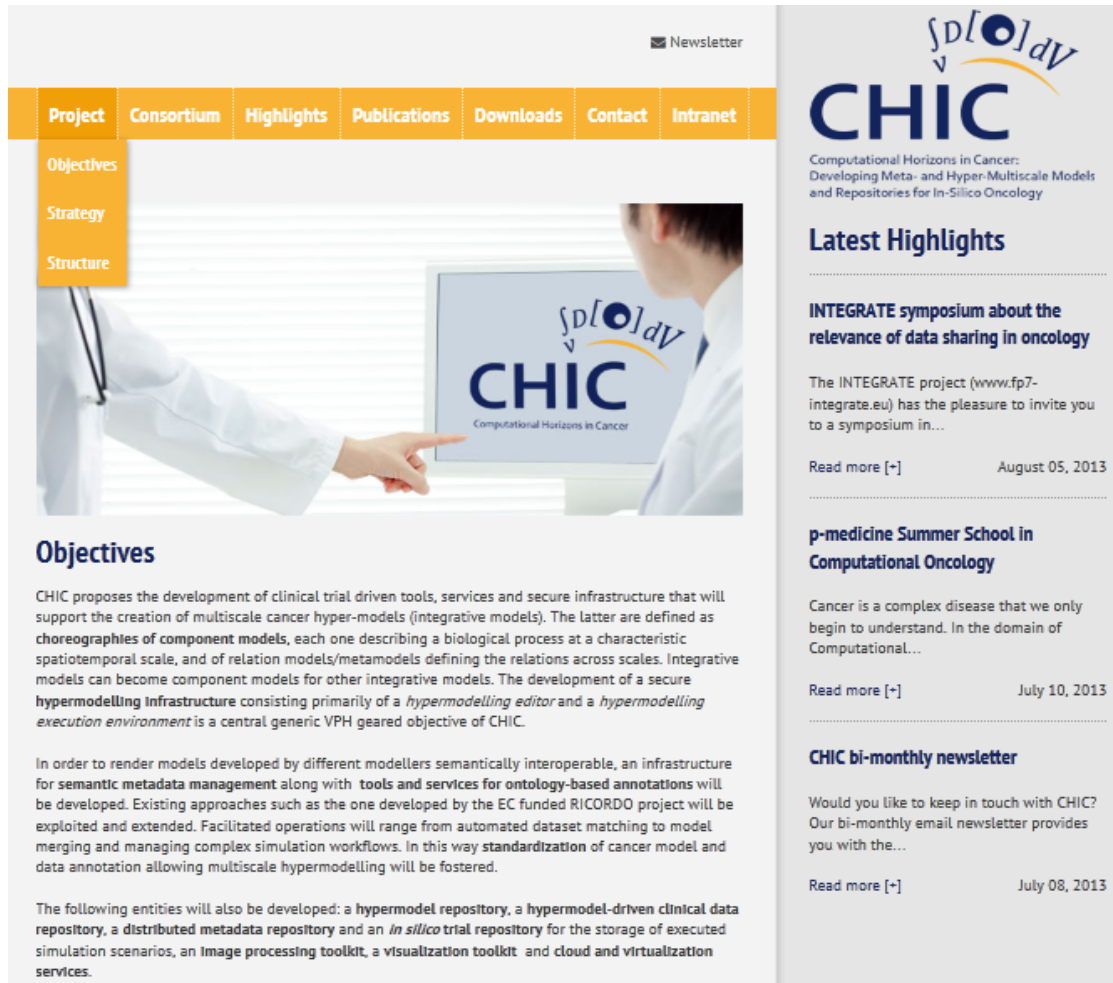 Newsletter
Project Consortium Highlights Publications Downloads Contact Intranet
Objectives
Strategy
Structure
∫D[O]dV
v
CHIC
Computational Horizons in Cancer
Objectives
CHIC proposes the development of clinical trial driven tools, services and secure infrastructure that will
support the creation of multiscale cancer hyper-models (integrative models). The latter are defined as
choreographies of component models, each one describing a biological process at a characteristic
spatiotemporal scale, and of relation models/metamodels defining the relations across scales. Integrative
models can become component models for other integrative models. The development of a secure
hypermodelling infrastructure consisting primarily of a hypermodelling editor and a hypermodelling
execution environment is a central generic VPH geared objective of CHIC.
In order to render models developed by different modellers semantically interoperable, an infrastructure
for semantic metadata management along with tools and services for ontology-based annotations will
be developed. Existing approaches such as the one developed by the EC funded RICORDO project will be
exploited and extended. Facilitated operations will range from automated dataset matching to model
merging and managing complex simulation workflows. In this way standardization of cancer model and
data annotation allowing multiscale hypermodelling will be fostered.
The following entities will also be developed: a hypermodel repository, a hypermodel-driven clinical data
repository, a distributed metadata repository and an in silico trial repository for the storage of executed
simulation scenarios, an image processing toolkit, a visualization toolkit and cloud and virtualization
services.
∫D[O]dV
v
CHIC
Computational Horizons in Cancer:
Developing Meta- and Hyper-Multiscale Models
and Repositories for In-Silico Oncology
Latest Highlights
INTEGRATE symposium about the
relevance of data sharing in oncology
The INTEGRATE project (www.fp7-
integrate.eu) has the pleasure to invite you
to a symposium in...
Read more [+] August 05, 2013
p-medicine Summer School in
Computational Oncology
Cancer is a complex disease that we only
begin to understand. In the domain of
Computational...
Read more [+] July 10, 2013
CHIC bi-monthly newsletter
Would you like to keep in touch with CHIC?
Our bi-monthly email newsletter provides
you with the...
Read more [+] July 08, 2013